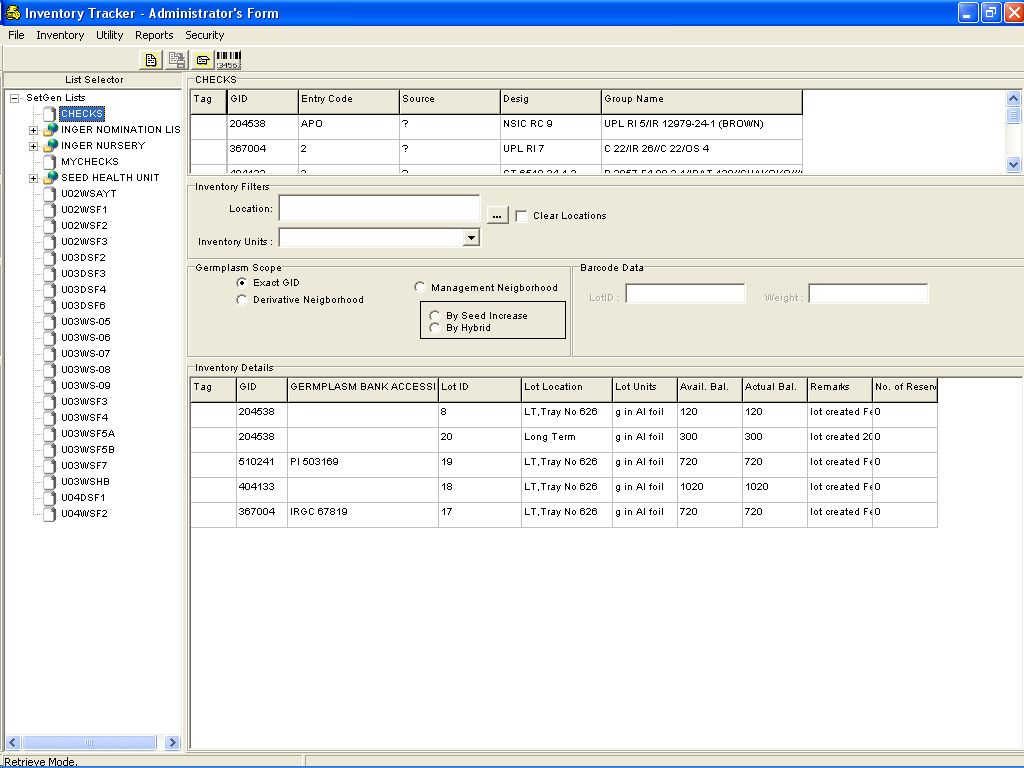 Inventory Tracker - Administrator's Form
File Inventory Utility Reports Security
List Selector
SetGen Lists
CHECKS
INGER NOMINATION LIS
INGER NURSERY
MYCHECKS
SEED HEALTH UNIT
U02WSAYT
U02WSF1
U02WSF2
U02WSF3
U03DSF2
U03DSF3
U03DSF4
U03DSF6
U03WS-05
U03WS-06
U03WS-07
U03WS-08
U03WS-09
U03WSF3
U03WSF4
U03WSF5A
U03WSF5B
U03WSF7
U03WSHB
U04DSF1
U04WSF2
CHECKS
Tag GID Entry Code Source Desig Group Name
204538 APO ? NSIC RC 9 UPL RI 5/IR 12979-24-1 (BROWN)
367004 2 ? UPL RI 7 C 22/IR 26//C 22/OS 4
Inventory Filters
Location: ... Clear Locations
Inventory Units :
Germplasm Scope
Exact GID
Derivative Neigborhood
Management Neigborhood
By Seed Increase
By Hybrid
Barcode Data
LotID : Weight :
Inventory Details
Tag GID GERMPLASM BANK ACCESSI Lot ID Lot Location Lot Units Avail. Bal. Actual Bal. Remarks No. of Reserv
204538 8 LT,Tray No 626 g in Al foil 120 120 lot created Fe 0
204538 20 Long Term g in Al foil 300 300 lot created 20 0
510241 PI 503169 19 LT,Tray No 626 g in Al foil 720 720 lot created Fe 0
404133 18 LT,Tray No 626 g in Al foil 1020 1020 lot created Fe 0
367004 IRGC 67819 17 LT,Tray No 626 g in Al foil 720 720 lot created Fe 0
Retrieve Mode.